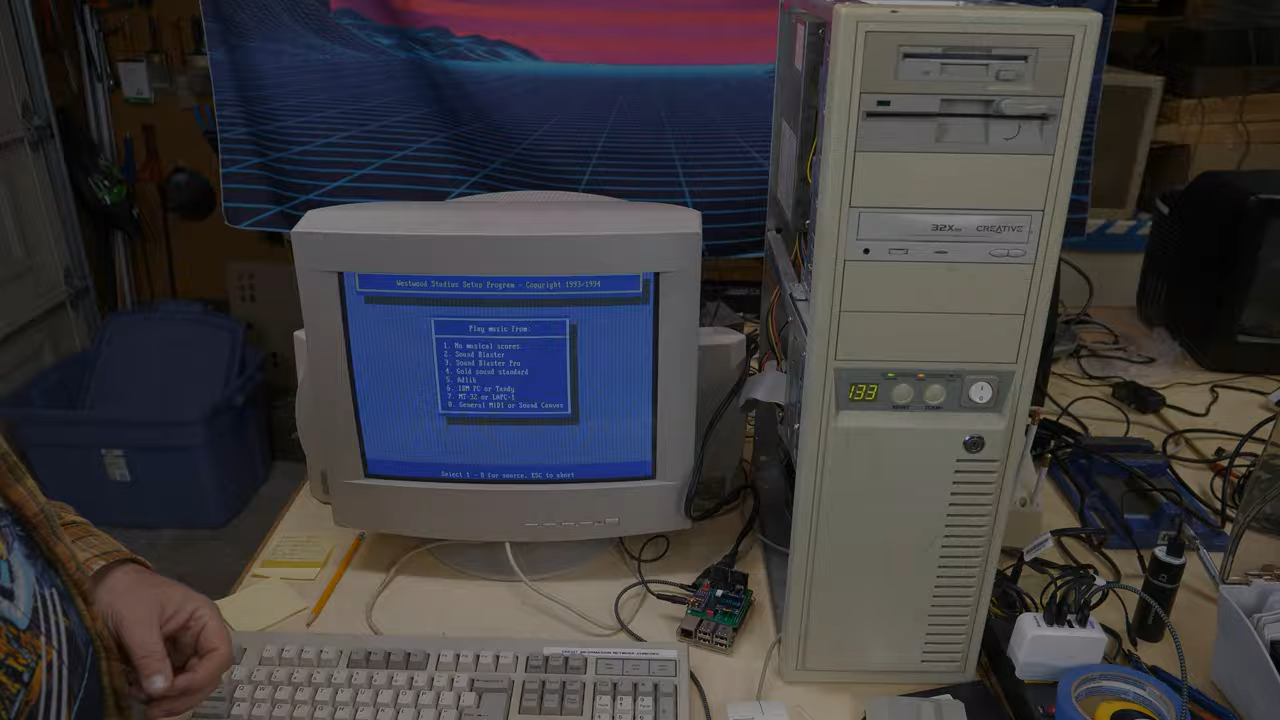 Westwood Studios Setup Program - Copyright 1993/1994
Play music from:
1. No musical scores
2. Sound Blaster
3. Sound Blaster Pro
4. Gold sound standard
5. Adlib
6. IBM PC or Tandy
7. MT-32 or LAPC-1
8. General MIDI or Sound Canvas
Select 1 - 8 for source, ESC to abort
32X CREATIVE
133